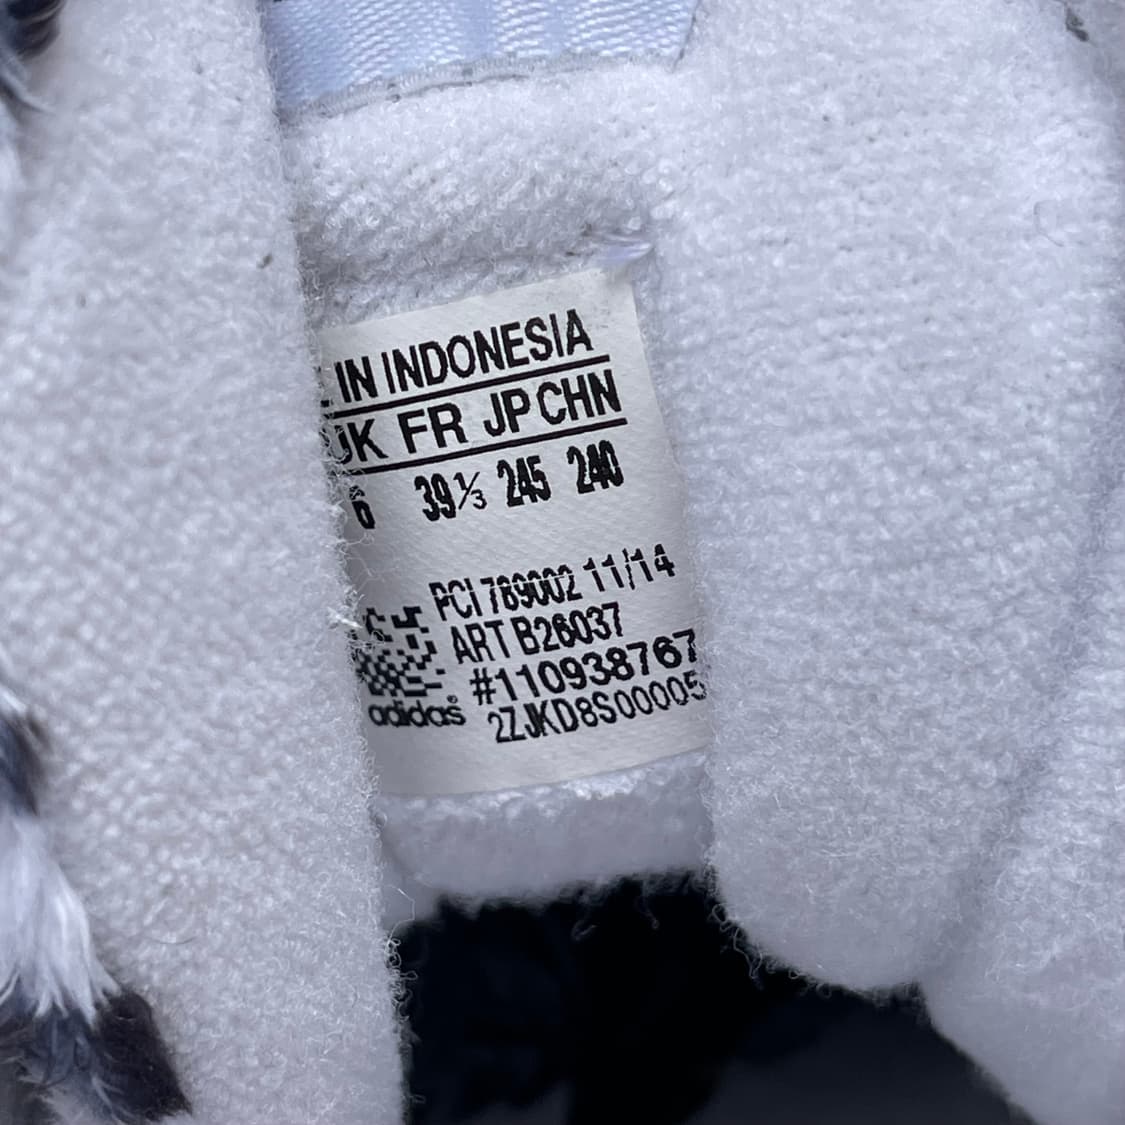 IN INDONESIA
UK FR JP CHN
6 39⅓ 245 240
PCI 789002 11/14
ART B26037
#110938767
adidas®
2ZJKD8S00005